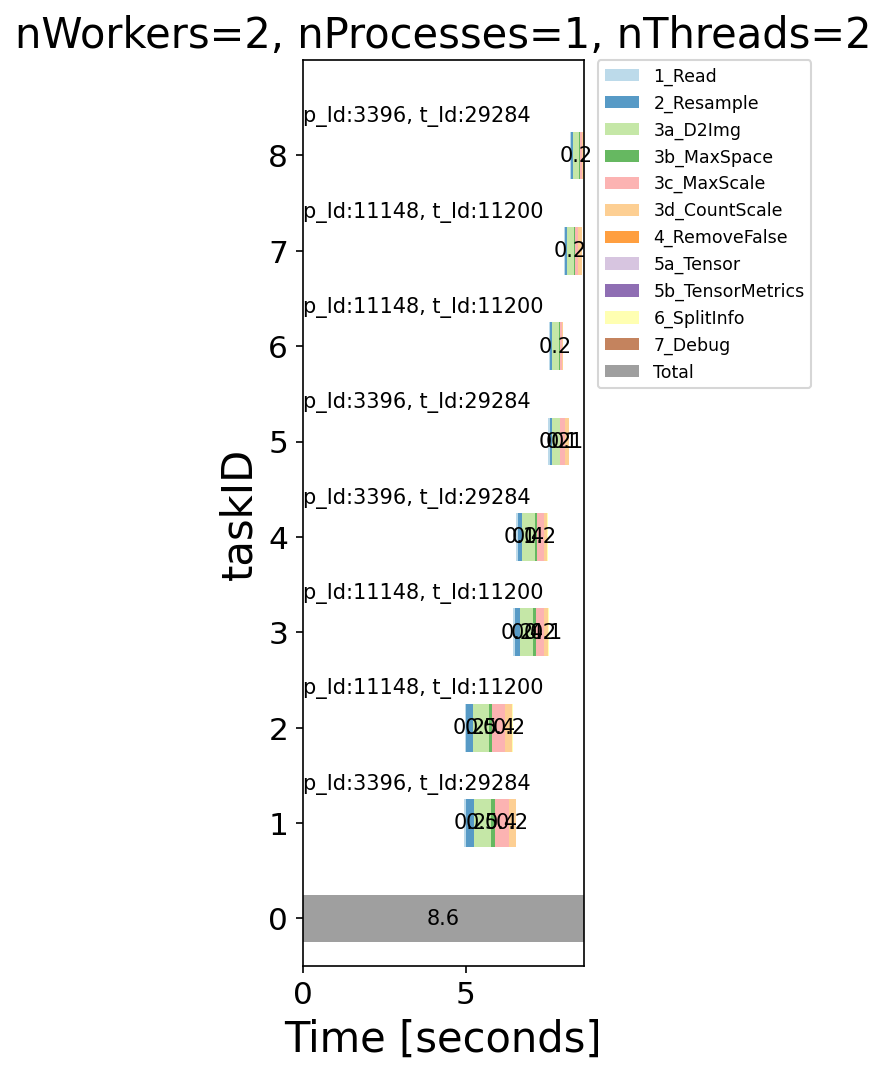 nWorkers=2, nProcesses=1, nThreads=2
1_Read
2_Resample
3a_D2Img
3b_MaxSpace
3c_MaxScale
3d_CountScale
4_RemoveFalse
5a_Tensor
5b_TensorMetrics
6_SplitInfo
7_Debug
Total
p_Id:3396, t_Id:29284
8
0.2
p_Id:11148, t_Id:11200
7
0.2
p_Id:11148, t_Id:11200
6
0.2
p_Id:3396, t_Id:29284
5
p_Id:3396, t_Id:29284
4
p_Id:11148, t_Id:11200
3
p_Id:11148, t_Id:11200
2
p_Id:3396, t_Id:29284
1
0
8.6
taskID
0
5
Time [seconds]